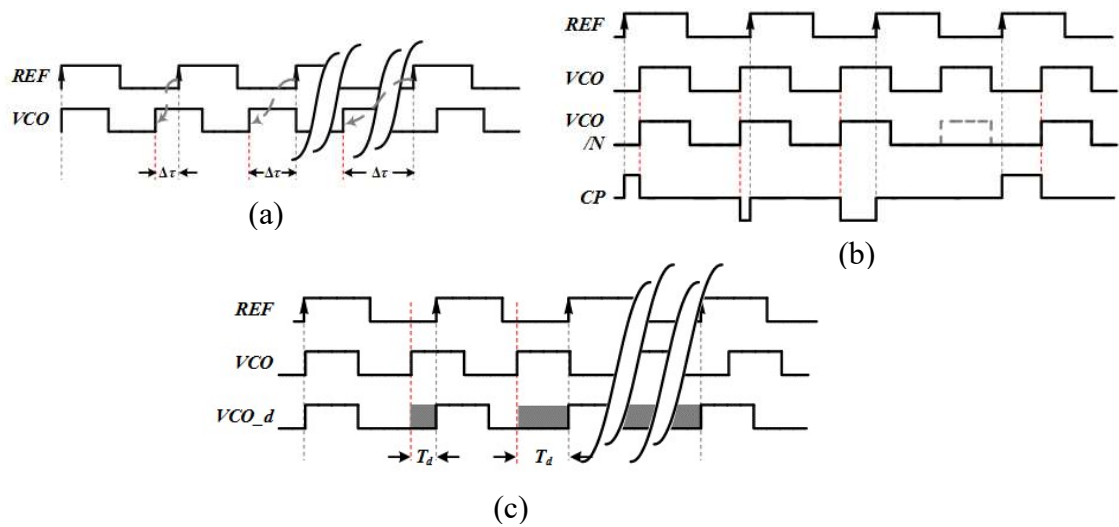 REF
VCO
Δτ
Δτ
Δτ
(a)
REF
VCO
VCO
/N
CP
(b)
REF
VCO
VCO_d
T_d
T_d
(c)